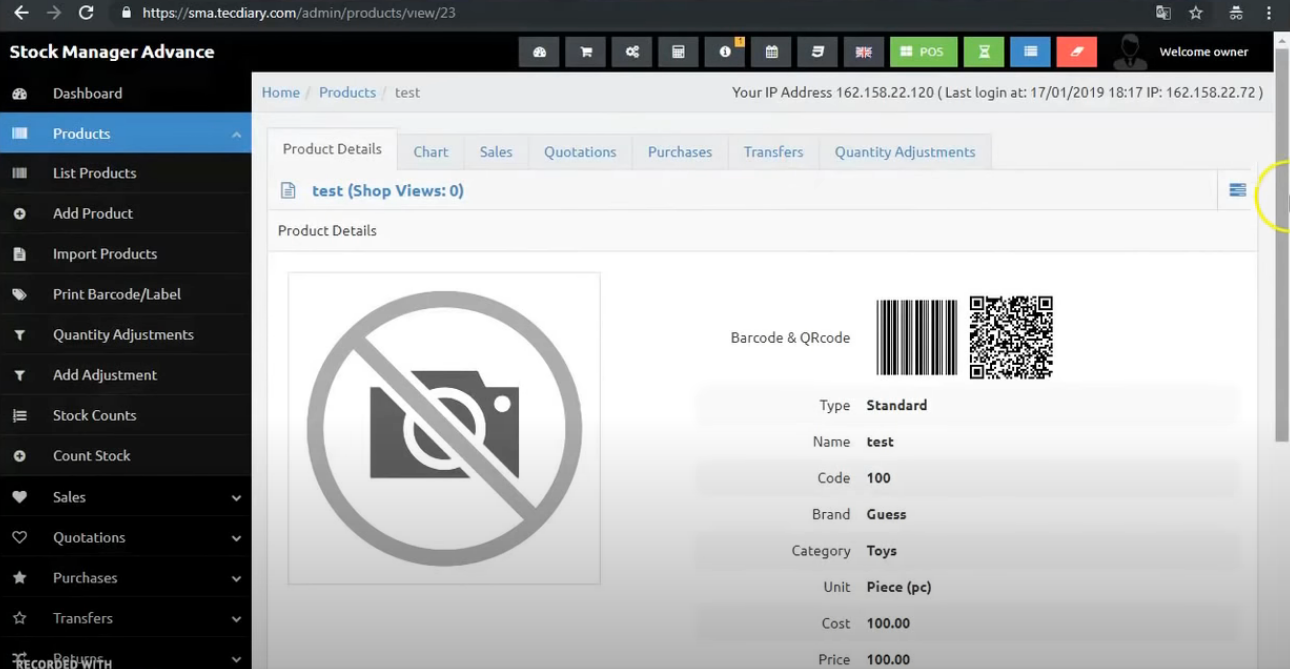 https://sma.tecdiary.com/admin/products/view/23
Stock Manager Advance
1
POS
Welcome owner
Home / Products / test
Your IP Address 162.158.22.120 ( Last login at: 17/01/2019 18:17 IP: 162.158.22.72 )
Dashboard
Products
List Products
Add Product
Import Products
Print Barcode/Label
Quantity Adjustments
Add Adjustment
Stock Counts
Count Stock
Sales
Quotations
Purchases
Transfers
Returns
RECORDED WITH
Product Details
Chart
Sales
Quotations
Purchases
Transfers
Quantity Adjustments
test (Shop Views: 0)
Product Details
Barcode & QRcode
Type Standard
Name test
Code 100
Brand Guess
Category Toys
Unit Piece (pc)
Cost 100.00
Price 100.00